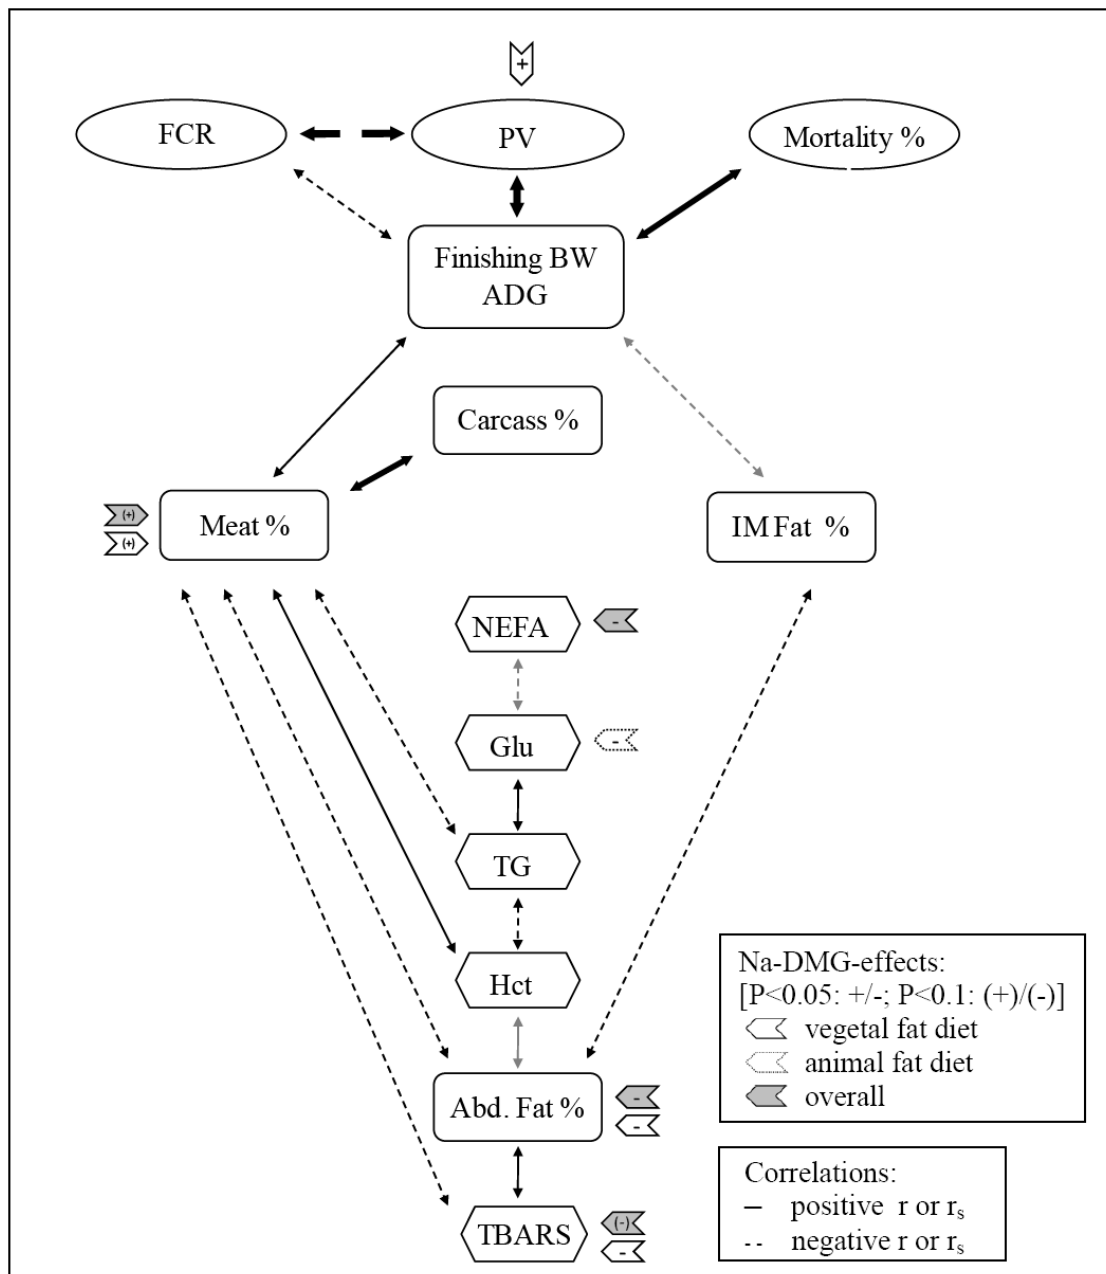 +
FCR
PV
Mortality %
Finishing BW
ADG
Carcass %
(+)
(+)
Meat %
IM Fat %
NEFA
-
Glu
-
TG
Hct
Abd. Fat %
-
-
TBARS
(-)
-
Na-DMG-effects:
[P<0.05: +/-; P<0.1: (+)/(-)]
vegetal fat diet
animal fat diet
overall
Correlations:
positive r or rₛ
negative r or rₛ